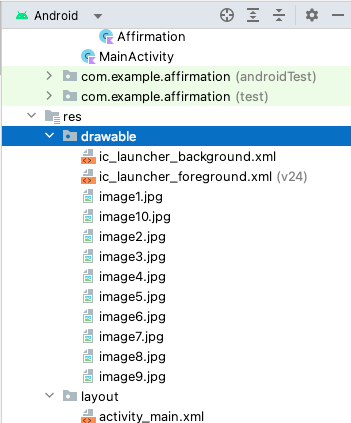 Android
Affirmation
MainActivity
com.example.affirmation (androidTest)
com.example.affirmation (test)
res
drawable
ic_launcher_background.xml
ic_launcher_foreground.xml (v24)
image1.jpg
image10.jpg
image2.jpg
image3.jpg
image4.jpg
image5.jpg
image6.jpg
image7.jpg
image8.jpg
image9.jpg
layout
activity_main.xml